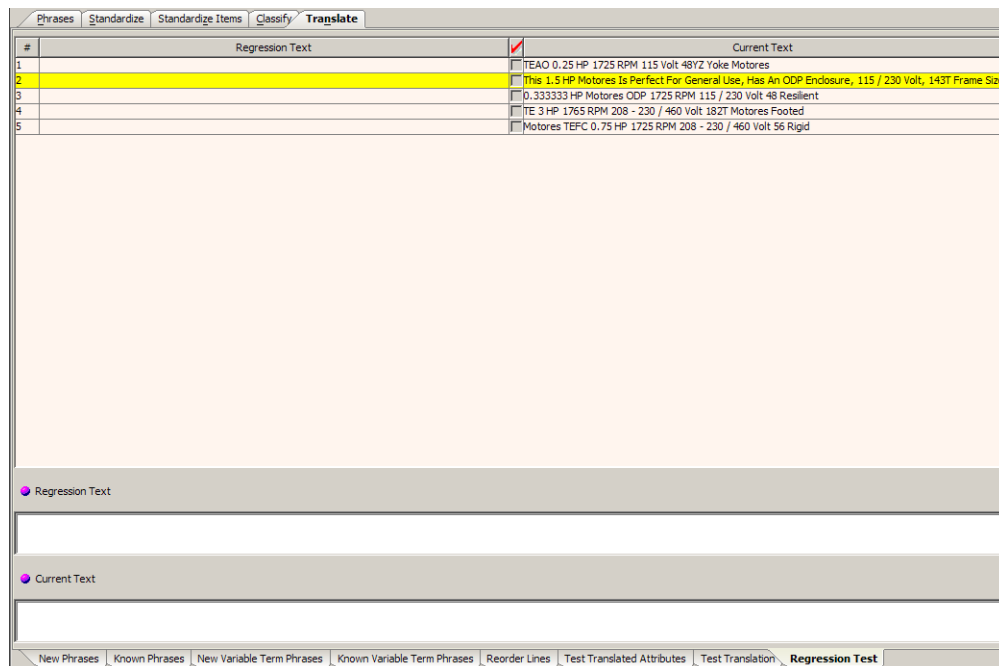 Phrases Standardize Standardize Items Classify Translate
# Regression Text Current Text
1 TEAO 0.25 HP 1725 RPM 115 Volt 48YZ Yoke Motores
2 This 1.5 HP Motores Is Perfect For General Use, Has An ODP Enclosure, 115 / 230 Volt, 143T Frame Size
3 0.333333 HP Motores ODP 1725 RPM 115 / 230 Volt 48 Resilient
4 TE 3 HP 1765 RPM 208 - 230 / 460 Volt 182T Motores Footed
5 Motores TEFC 0.75 HP 1725 RPM 208 - 230 / 460 Volt 56 Rigid
Regression Text
Current Text
New Phrases Known Phrases New Variable Term Phrases Known Variable Term Phrases Reorder Lines Test Translated Attributes Test Translation Regression Test